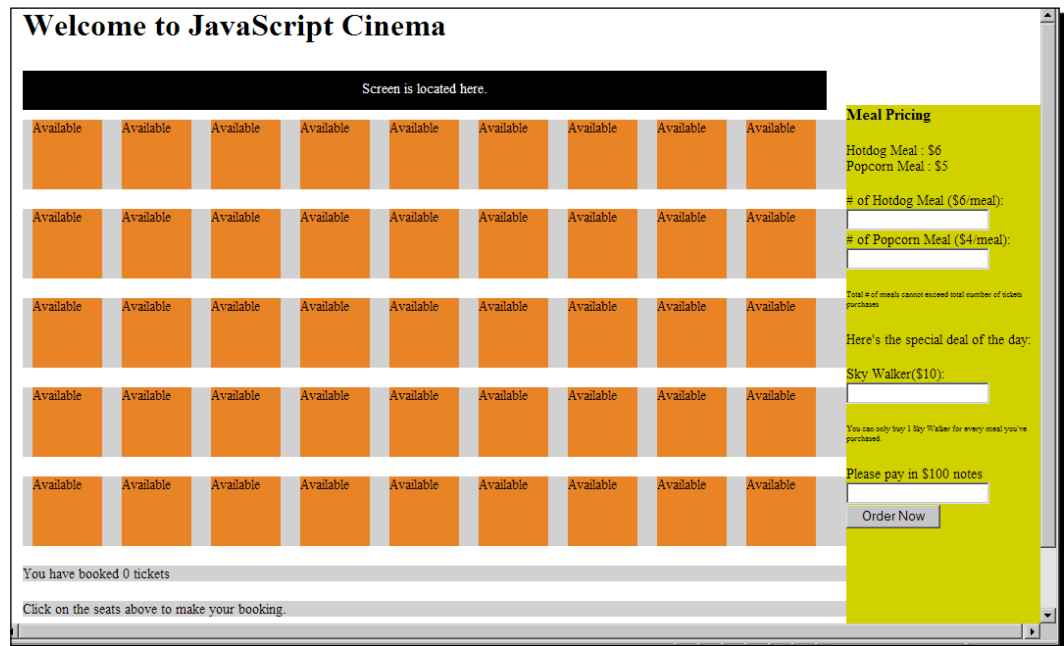 Welcome to JavaScript Cinema
Screen is located here.
Available Available Available Available Available Available Available Available Available
Available Available Available Available Available Available Available Available Available
Available Available Available Available Available Available Available Available Available
Available Available Available Available Available Available Available Available Available
Available Available Available Available Available Available Available Available Available
You have booked 0 tickets
Click on the seats above to make your booking.
Meal Pricing
Hotdog Meal : $6
Popcorn Meal : $5
# of Hotdog Meal ($6/meal):
# of Popcorn Meal ($4/meal):
Total # of meals cannot exceed total number of tickets
purchases
Here's the special deal of the day:
Sky Walker($10):
You can only buy 1 Sky Walker for every meal you've
purchased.
Please pay in $100 notes
Order Now